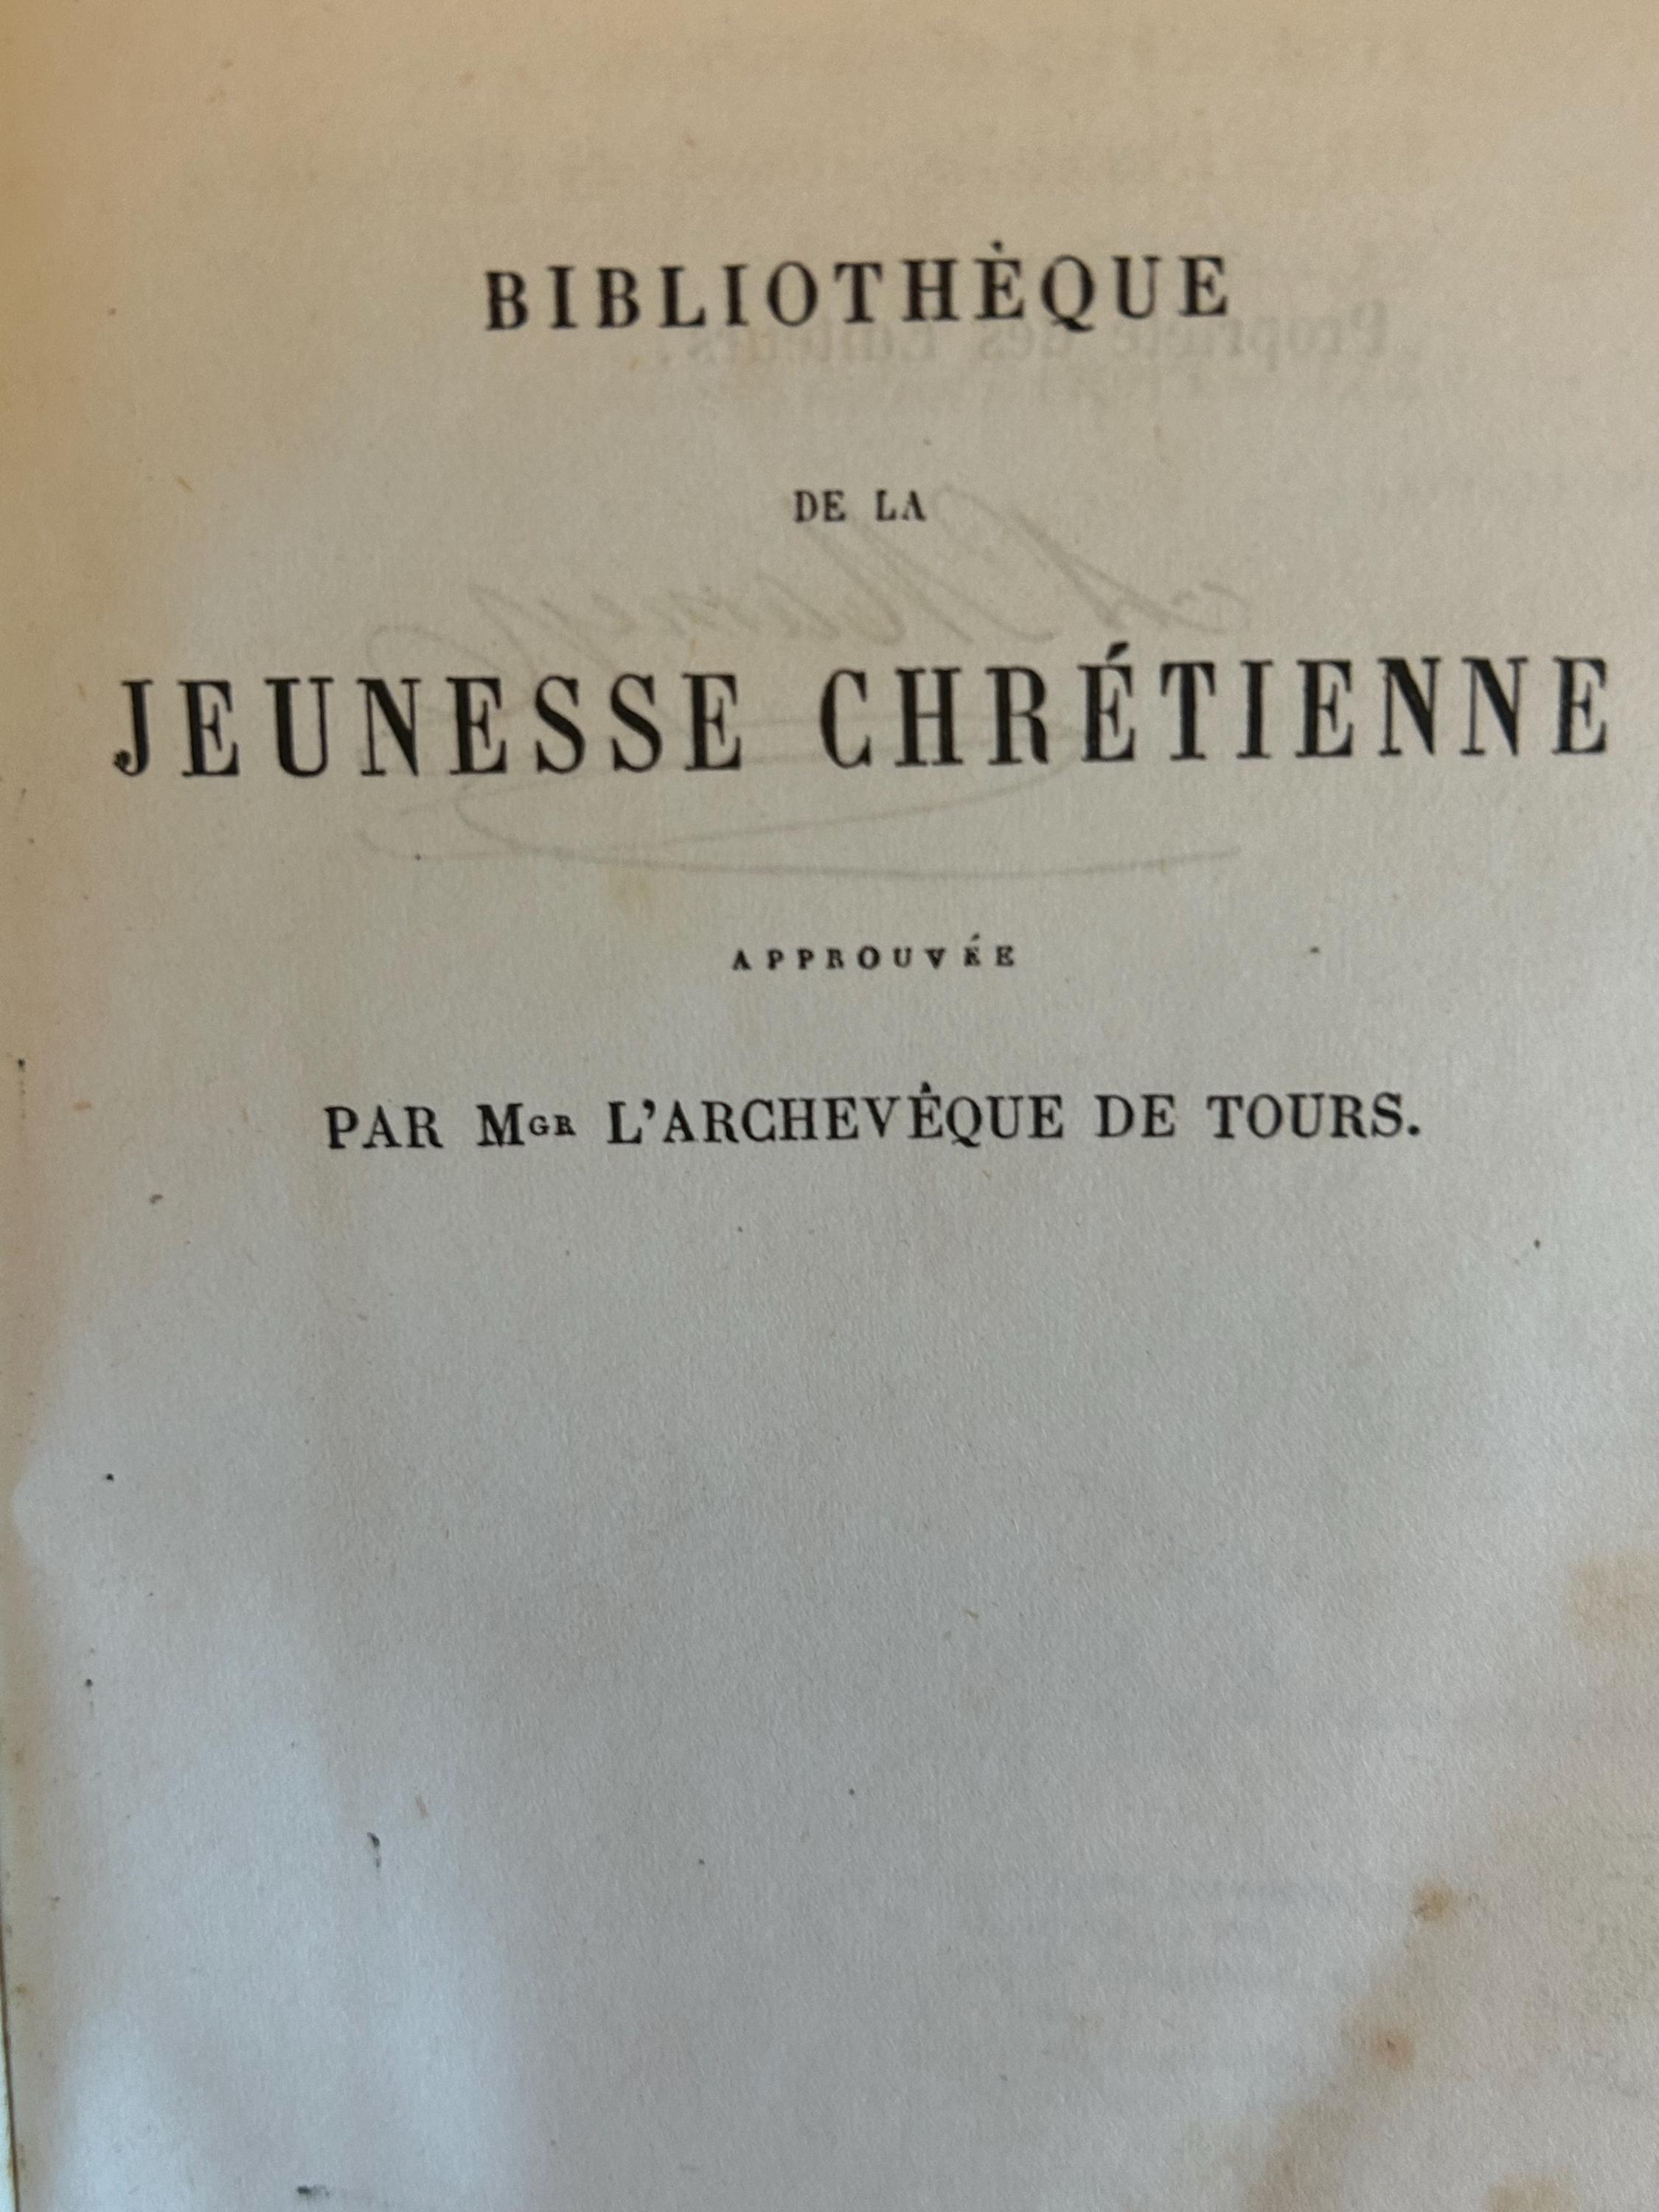 BIBLIOTHÈQUE
DE LA
JEUNESSE CHRÉTIENNE
APPROUVÉE
PAR MGR L'ARCHEVÊQUE DE TOURS.